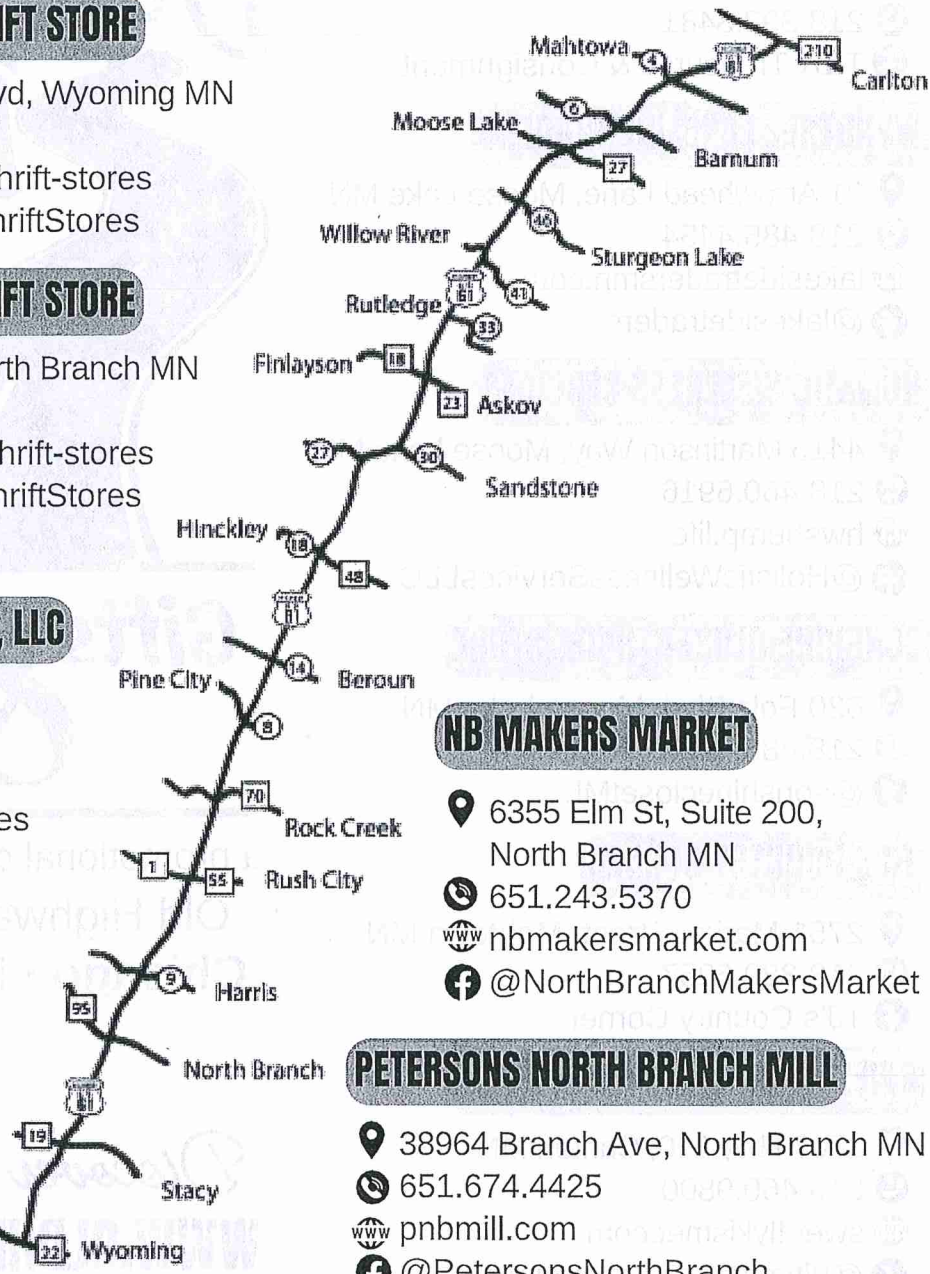 IFT STORE
yd, Wyoming MN
hrift-stores
hriftStores
IFT STORE
rth Branch MN
hrift-stores
hriftStores
, LLC
es
Mahtowa
4
61
210
Carlton
6
Moose Lake
Barnum
27
46
Willow River
Sturgeon Lake
61
41
Rutledge
33
Finlayson
18
23
Askov
27
30
Sandstone
Hinckley
18
48
61
14
Beroun
Pine City
8
70
Rock Creek
1
55
Rush City
9
Harris
95
North Branch
61
19
Stacy
22
Wyoming
NB MAKERS MARKET
6355 Elm St, Suite 200,
North Branch MN
651.243.5370
www nbmakersmarket.com
@NorthBranchMakersMarket
PETERSONS NORTH BRANCH MILL
38964 Branch Ave, North Branch MN
651.674.4425
www pnbmill.com
@PetersonsNorthBranch